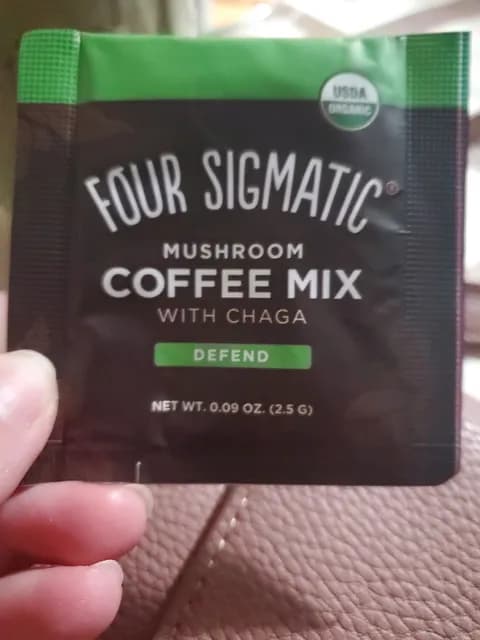 USDA
ORGANIC
FOUR SIGMATIC®
MUSHROOM
COFFEE MIX
WITH CHAGA
DEFEND
NET WT. 0.09 OZ. (2.5 G)